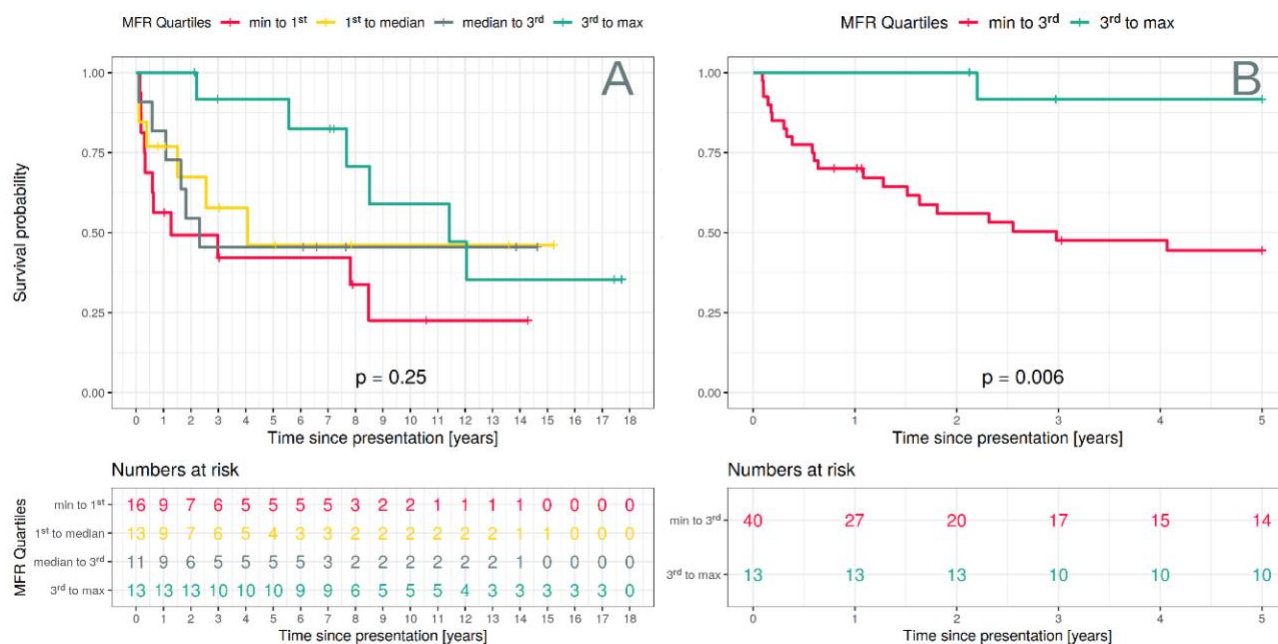 MFR Quartiles min to 1st 1st to median median to 3rd 3rd to max
A
Survival probability
1.00
0.75
0.50
0.25
0.00
p = 0.25
0 1 2 3 4 5 6 7 8 9 10 11 12 13 14 15 16 17 18
Time since presentation [years]
Numbers at risk
MFR Quartiles
min to 1st 16 9 7 6 5 5 5 5 3 2 2 1 1 1 1 0 0 0 0
1st to median 13 9 7 6 5 4 3 3 2 2 2 2 2 2 1 1 0 0 0
median to 3rd 11 9 6 5 5 5 5 3 2 2 2 2 2 2 1 0 0 0 0
3rd to max 13 13 13 10 10 10 9 9 6 5 5 5 4 3 3 3 3 3 0
0 1 2 3 4 5 6 7 8 9 10 11 12 13 14 15 16 17 18
Time since presentation [years]
MFR Quartiles min to 3rd 3rd to max
B
1.00
0.75
0.50
0.25
0.00
p = 0.006
0 1 2 3 4 5
Time since presentation [years]
Numbers at risk
min to 3rd 40 27 20 17 15 14
3rd to max 13 13 13 10 10 10
0 1 2 3 4 5
Time since presentation [years]